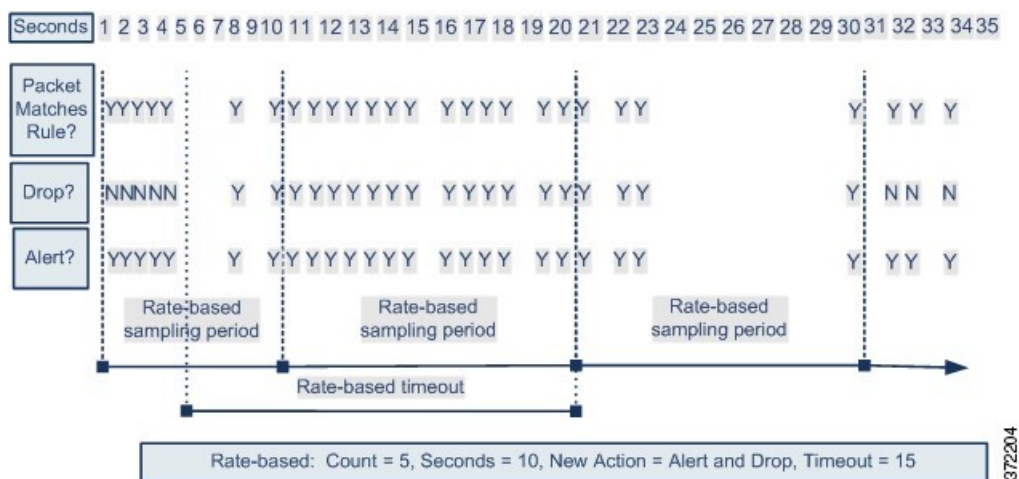 Seconds 1 2 3 4 5 6 7 8 9 10 11 12 13 14 15 16 17 18 19 20 21 22 23 24 25 26 27 28 29 30 31 32 33 34 35
Packet
Matches
Rule?
YYYYY Y Y Y Y Y Y Y Y Y Y Y Y Y Y Y Y Y Y Y Y Y Y
Drop?
NNNNN Y Y Y Y Y Y Y Y Y Y Y Y Y Y Y Y Y Y Y N N N
Alert?
YYYYY Y Y Y Y Y Y Y Y Y Y Y Y Y Y Y Y Y Y Y Y Y Y
Rate-based
sampling period
Rate-based
sampling period
Rate-based
sampling period
Rate-based timeout
Rate-based: Count = 5, Seconds = 10, New Action = Alert and Drop, Timeout = 15
372204